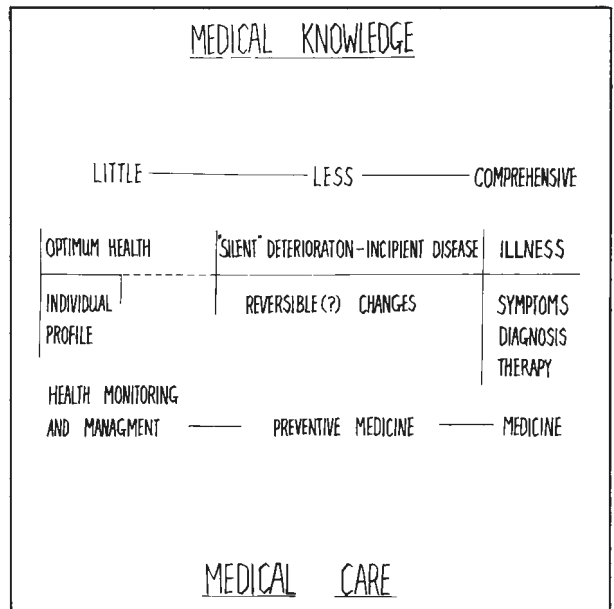 MEDICAL KNOWLEDGE
LITTLE — LESS — COMPREHENSIVE
OPTIMUM HEALTH "SILENT" DETERIORATON-INCIPIENT DISEASE ILLNESS
INDIVIDUAL REVERSIBLE(?) CHANGES SYMPTOMS
PROFILE DIAGNOSIS
THERAPY
HEALTH MONITORING
AND MANAGMENT — PREVENTIVE MEDICINE — MEDICINE
MEDICAL CARE